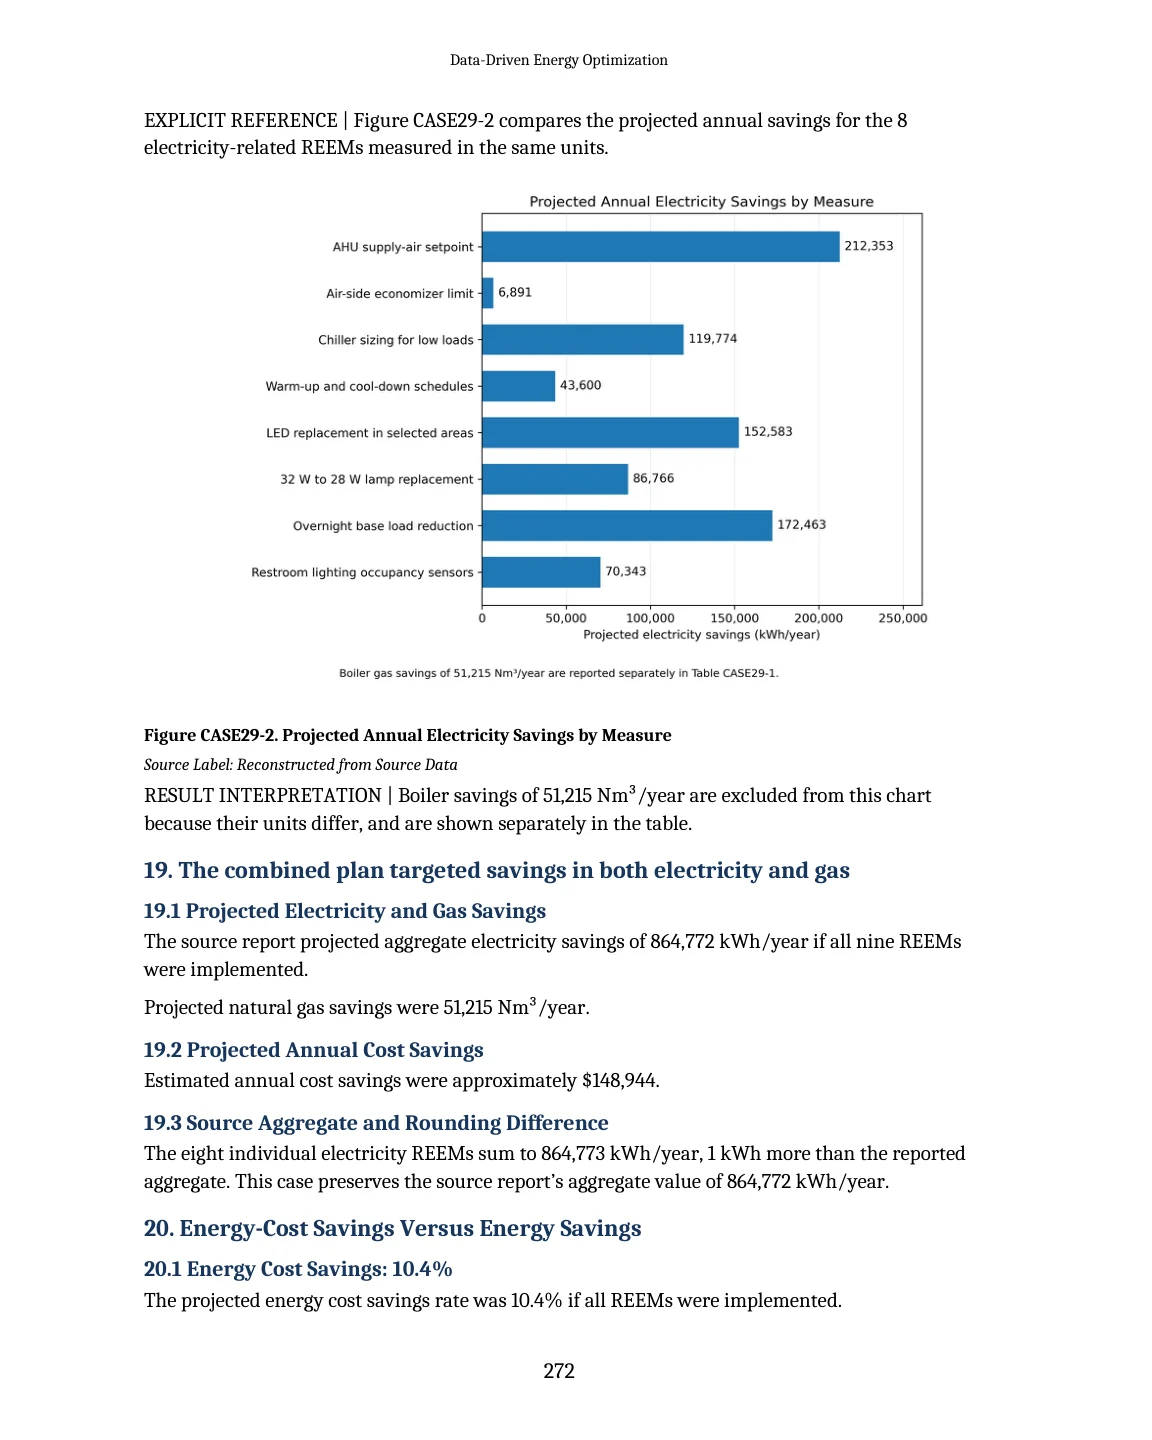 Data-Driven Energy Optimization
EXPLICIT REFERENCE | Figure CASE29-2 compares the projected annual savings for the 8
electricity-related REEMs measured in the same units.
Projected Annual Electricity Savings by Measure
AHU supply-air setpoint 212,353
Air-side economizer limit 6,891
Chiller sizing for low loads 119,774
Warm-up and cool-down schedules 43,600
LED replacement in selected areas 152,583
32 W to 28 W lamp replacement 86,766
Overnight base load reduction 172,463
Restroom lighting occupancy sensors 70,343
0 50,000 100,000 150,000 200,000 250,000
Projected electricity savings (kWh/year)
Boiler gas savings of 51,215 Nm³/year are reported separately in Table CASE29-1.
Figure CASE29-2. Projected Annual Electricity Savings by Measure
Source Label: Reconstructed from Source Data
RESULT INTERPRETATION | Boiler savings of 51,215 Nm³/year are excluded from this chart
because their units differ, and are shown separately in the table.
19. The combined plan targeted savings in both electricity and gas
19.1 Projected Electricity and Gas Savings
The source report projected aggregate electricity savings of 864,772 kWh/year if all nine REEMs
were implemented.
Projected natural gas savings were 51,215 Nm³/year.
19.2 Projected Annual Cost Savings
Estimated annual cost savings were approximately $148,944.
19.3 Source Aggregate and Rounding Difference
The eight individual electricity REEMs sum to 864,773 kWh/year, 1 kWh more than the reported
aggregate. This case preserves the source report’s aggregate value of 864,772 kWh/year.
20. Energy-Cost Savings Versus Energy Savings
20.1 Energy Cost Savings: 10.4%
The projected energy cost savings rate was 10.4% if all REEMs were implemented.
272